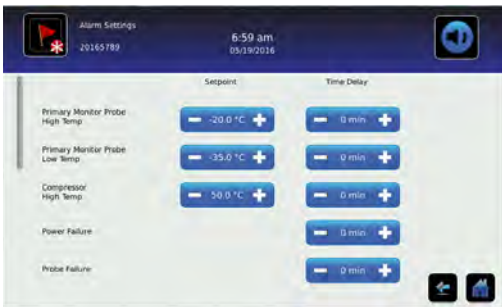 Alarm Settings
20165789
6:59 am
05/19/2016
Setpoint
Time Delay
Primary Monitor Probe
High Temp
-20.0 °C
0 min
Primary Monitor Probe
Low Temp
-35.0 °C
0 min
Compressor
High Temp
50.0 °C
0 min
Power Failure
0 min
Probe Failure
0 min